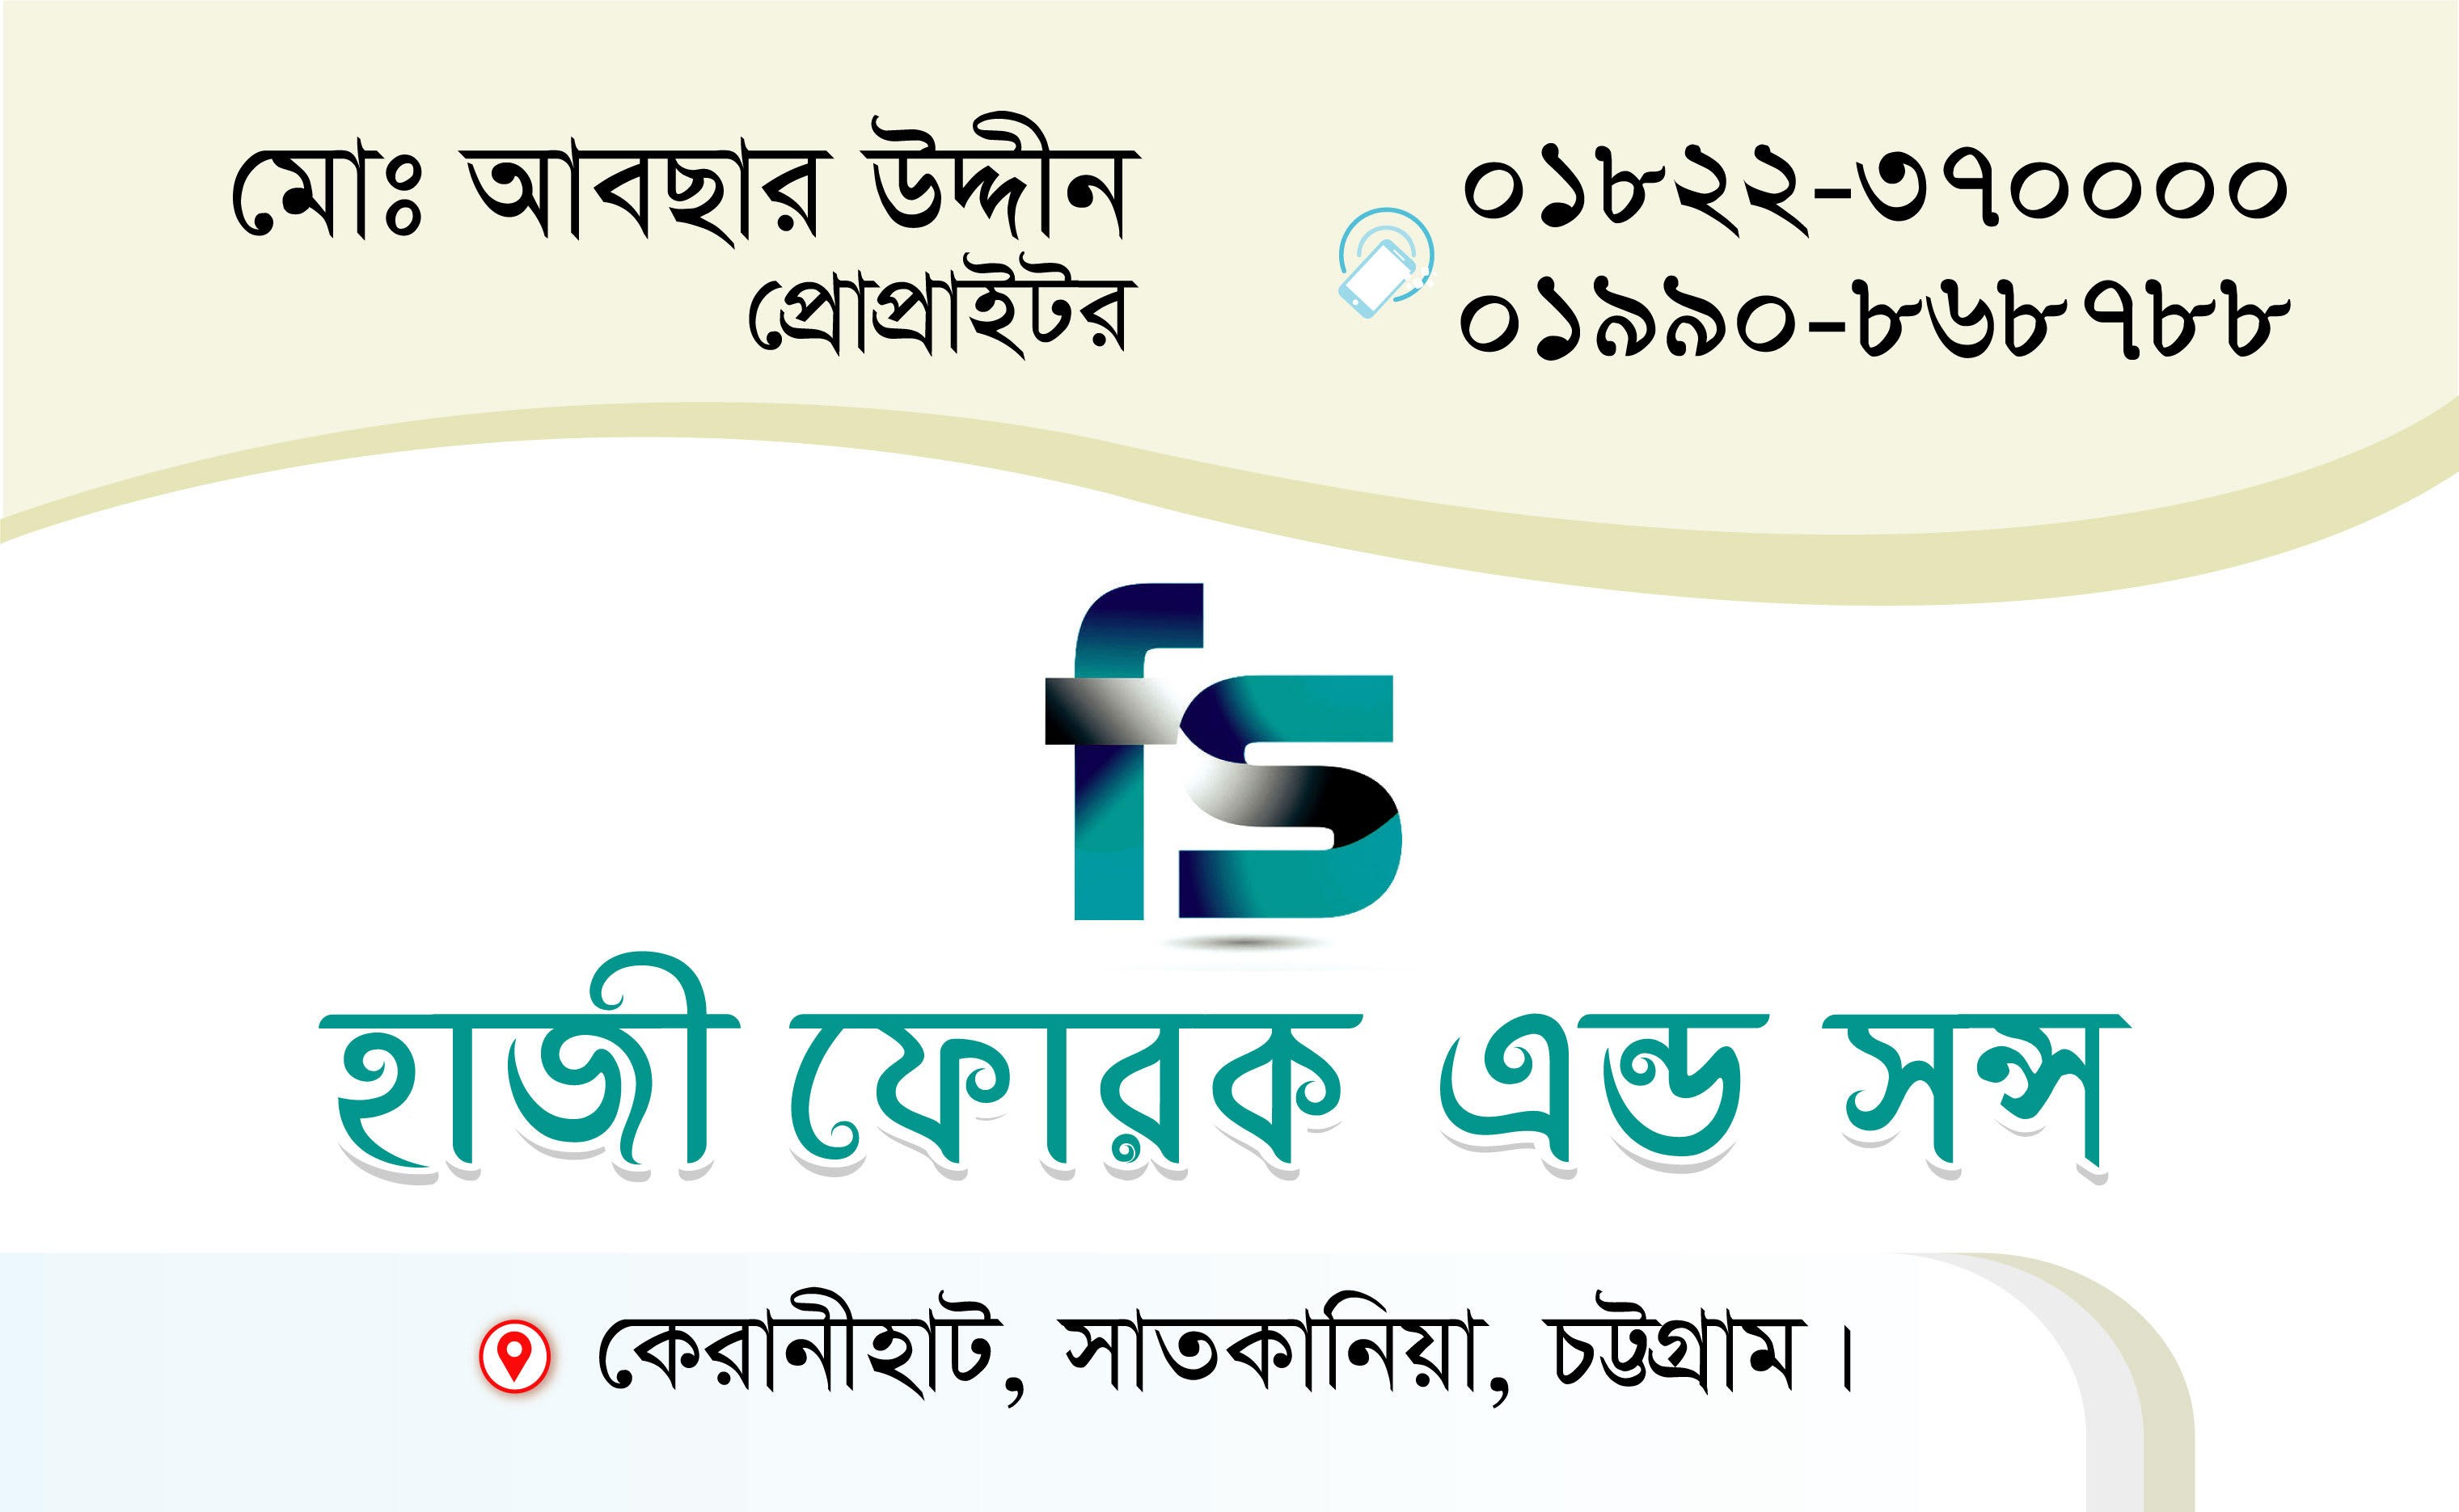 মোঃ আবছার উদ্দীন
প্রোপ্রাইটর
০১৮২২-৩৭০০০০
০১৯৯০-৮৬৮৭৮৮
fs
হাজী ফোরক এন্ড সন্স
কেরানীহাট, সাতকানিয়া, চট্টগ্রাম।